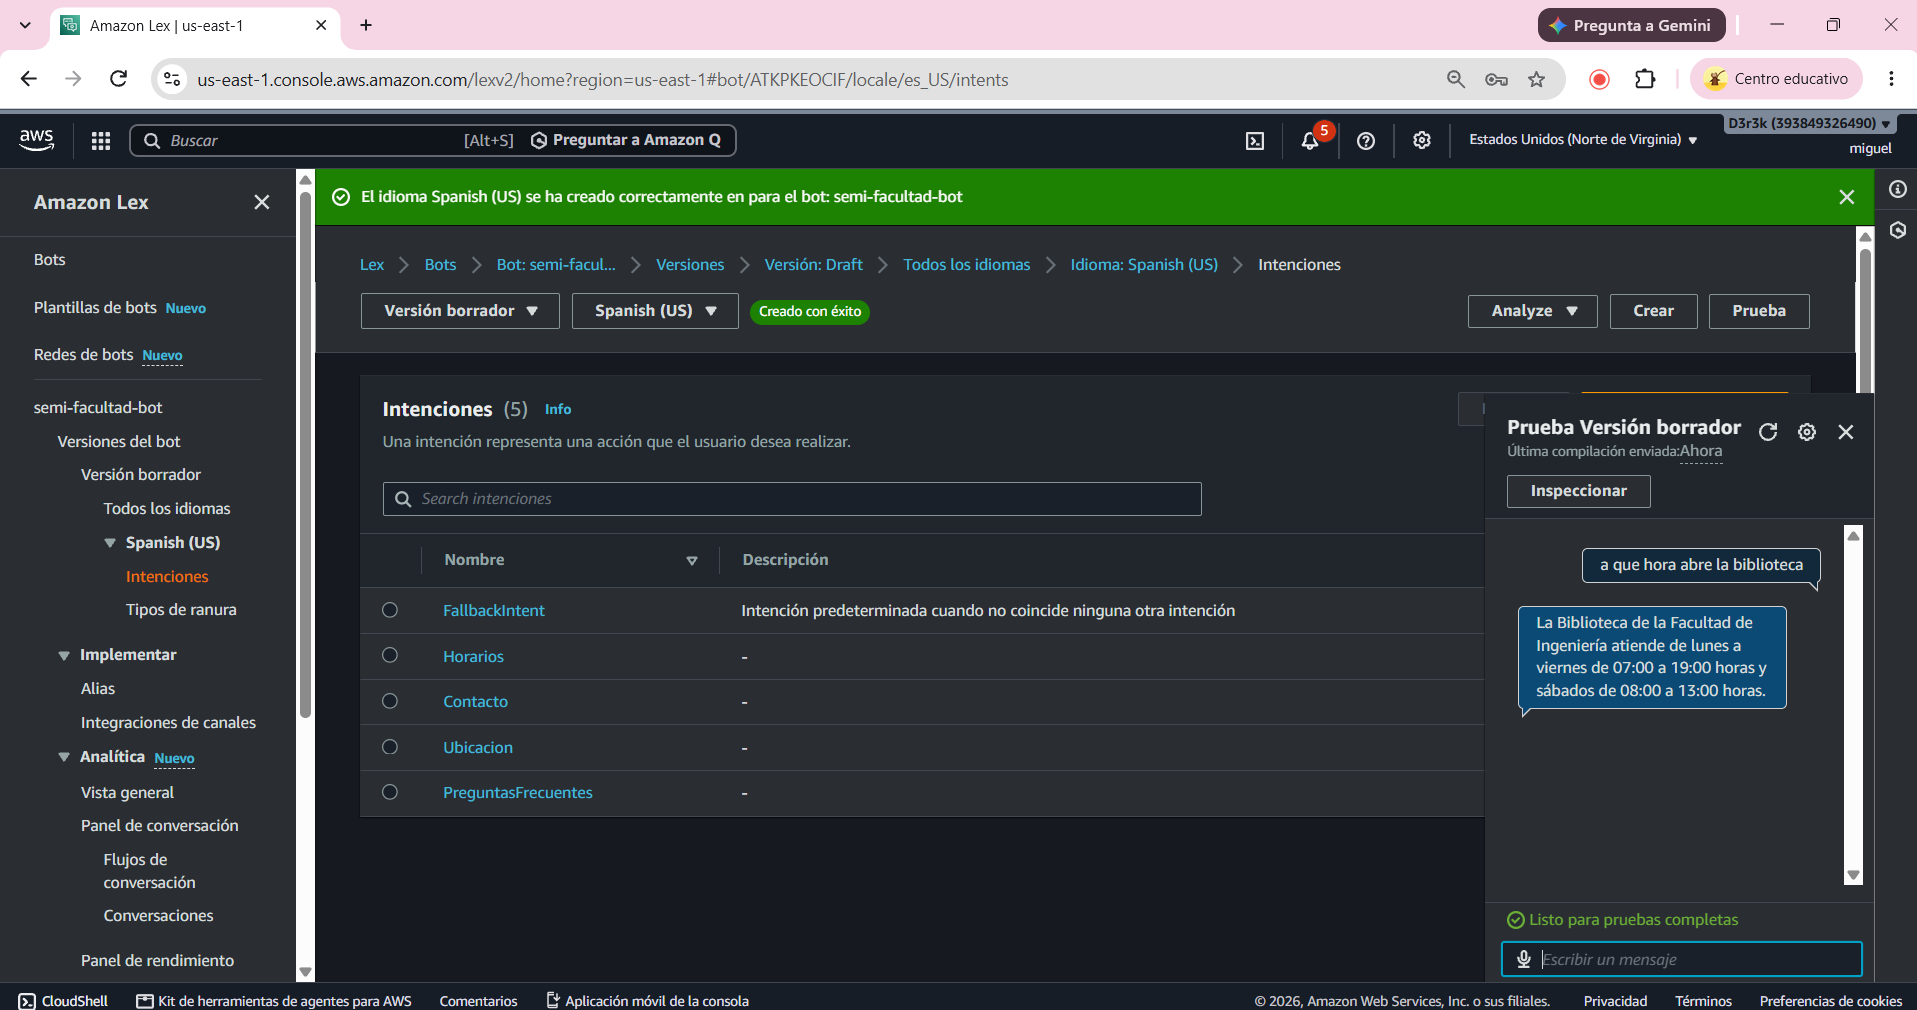 Amazon Lex | us-east-1
Pregunta a Gemini
us-east-1.console.aws.amazon.com/lexv2/home?region=us-east-1#bot/ATKPKEOCIF/locale/es_US/intents
Centro educativo
aws
Buscar
[Alt+S]
Preguntar a Amazon Q
5
Estados Unidos (Norte de Virginia)
D3r3k (393849326490)
miguel
Amazon Lex
Bots
Plantillas de bots Nuevo
Redes de bots Nuevo
semi-facultad-bot
Versiones del bot
Versión borrador
Todos los idiomas
Spanish (US)
Intenciones
Tipos de ranura
Implementar
Alias
Integraciones de canales
Analítica Nuevo
Vista general
Panel de conversación
Flujos de
conversación
Conversaciones
Panel de rendimiento
El idioma Spanish (US) se ha creado correctamente en para el bot: semi-facultad-bot
Lex
Bots
Bot: semi-facul...
Versiones
Versión: Draft
Todos los idiomas
Idioma: Spanish (US)
Intenciones
Versión borrador
Spanish (US)
Creado con éxito
Analyze
Crear
Prueba
Intenciones (5) Info
Una intención representa una acción que el usuario desea realizar.
Search intenciones
Nombre
Descripción
FallbackIntent
Intención predeterminada cuando no coincide ninguna otra intención
Horarios
-
Contacto
-
Ubicacion
-
PreguntasFrecuentes
-
Prueba Versión borrador
Última compilación enviada:Ahora
Inspeccionar
a que hora abre la biblioteca
La Biblioteca de la Facultad de
Ingeniería atiende de lunes a
viernes de 07:00 a 19:00 horas y
sábados de 08:00 a 13:00 horas.
Listo para pruebas completas
Escribir un mensaje
CloudShell
Kit de herramientas de agentes para AWS
Comentarios
Aplicación móvil de la consola
© 2026, Amazon Web Services, Inc. o sus filiales.
Privacidad
Términos
Preferencias de cookies